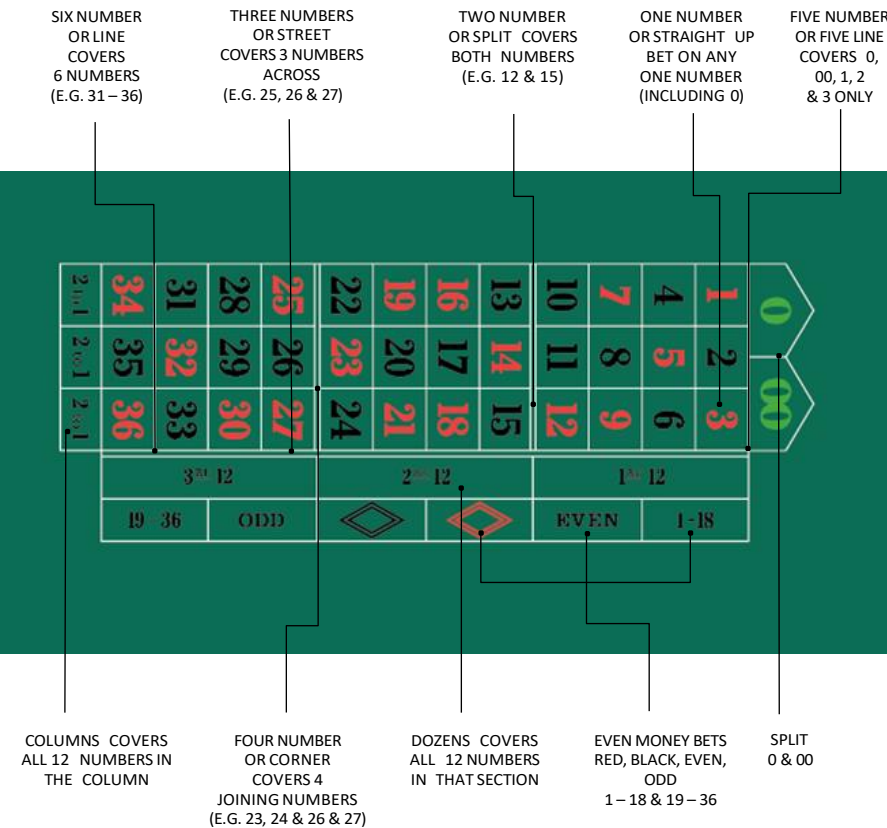 SIX NUMBER
OR LINE
COVERS
6 NUMBERS
(E.G. 31 – 36)
THREE NUMBERS
OR STREET
COVERS 3 NUMBERS
ACROSS
(E.G. 25, 26 & 27)
TWO NUMBER
OR SPLIT COVERS
BOTH NUMBERS
(E.G. 12 & 15)
ONE NUMBER
OR STRAIGHT UP
BET ON ANY
ONE NUMBER
(INCLUDING 0)
FIVE NUMBER
OR FIVE LINE
COVERS 0,
00, 1, 2
& 3 ONLY
2 to 1 34 31 28 25 22 19 16 13 10 7 4 1 0
2 to 1 35 32 29 26 23 20 17 14 11 8 5 2
2 to 1 36 33 30 27 24 21 18 15 12 9 6 3 00
3RD 12 2ND 12 1ST 12
19 36 ODD EVEN 1-18
COLUMNS COVERS
ALL 12 NUMBERS IN
THE COLUMN
FOUR NUMBER
OR CORNER
COVERS 4
JOINING NUMBERS
(E.G. 23, 24 & 26 & 27)
DOZENS COVERS
ALL 12 NUMBERS
IN THAT SECTION
EVEN MONEY BETS
RED, BLACK, EVEN,
ODD
1 – 18 & 19 – 36
SPLIT
0 & 00